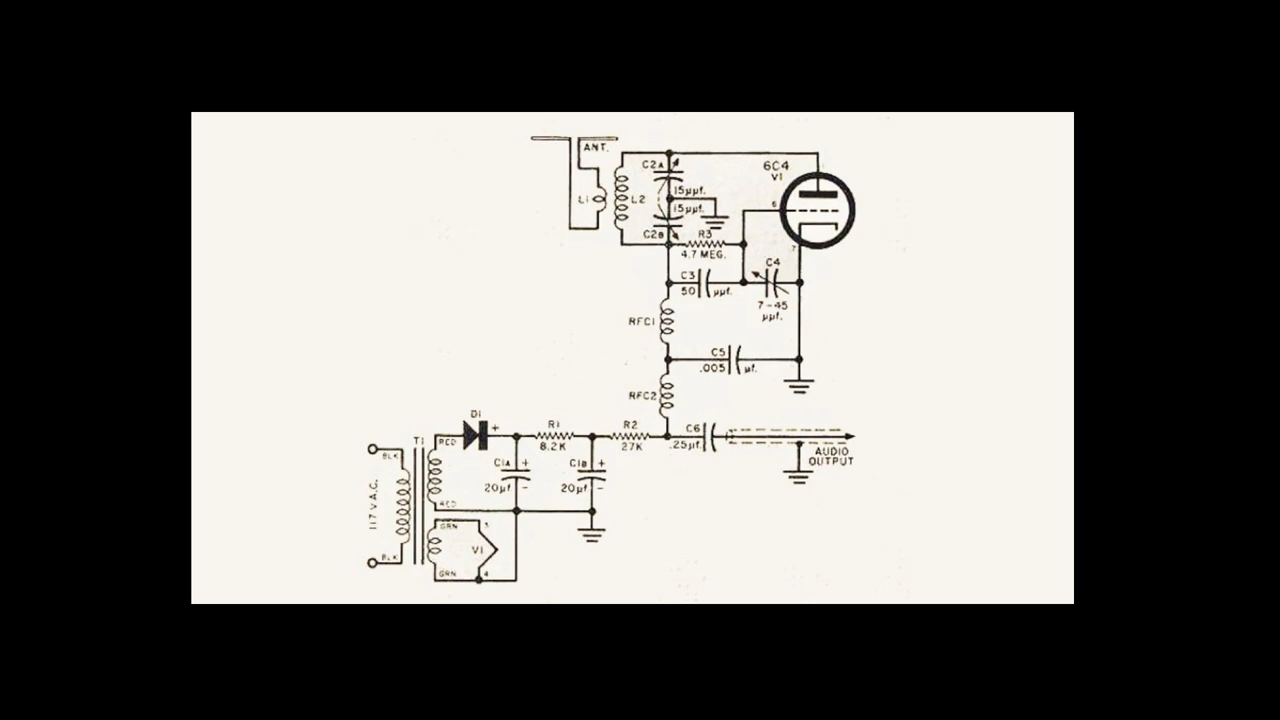 ANT.
C2A
6C4
V1
15µµf.
L1
L2
6
15µµf.
C2B
R3
4.7 MEG.
7
C3
C4
50 µµf.
7-45
µµf.
RFC1
C5
.005 µf.
RFC2
D1
+
R1
R2
C6
T1
RED
8.2K
27K
.25µf.
AUDIO
OUTPUT
BLK
C1A +
C1B +
20µf. -
20µf. -
117 V.A.C.
RED
GRN
3
V1
BLK
GRN
4